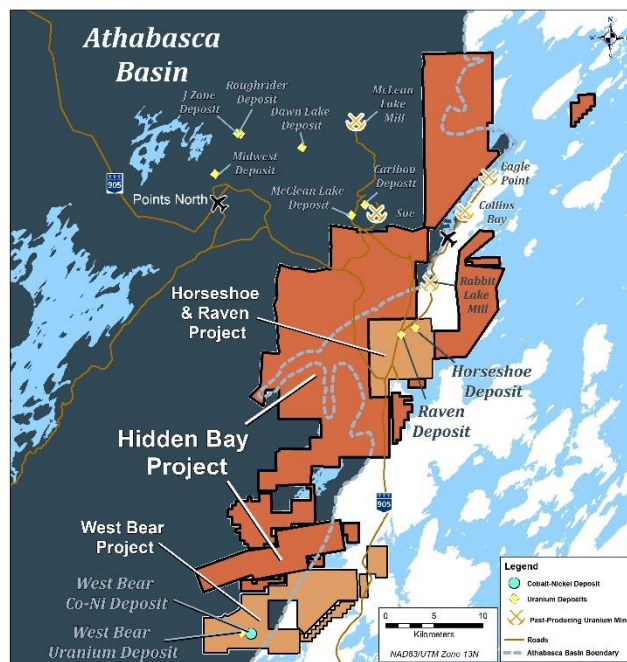 Athabasca
Basin
N
J Zone
Deposit
Roughrider
Deposit
Dawn Lake
Deposit
McLean
Lake
Mill
Midwest
Deposit
905
Points North
McClean Lake
Deposit
Caribou
Deposit
Sue
Eagle
Point
Collins
Bay
Rabbit
Lake
Mill
Horseshoe
& Raven
Project
Horseshoe
Deposit
Raven
Deposit
Hidden Bay
Project
905
West Bear
Project
West Bear
Co-Ni Deposit
West Bear
Uranium Deposit
0 5 10
Kilometers
NAD83/UTM Zone 13N
Legend
Cobalt-Nickel Deposit
Uranium Deposits
Past-Producing Uranium Min
Roads
Athabasca Basin Boundary